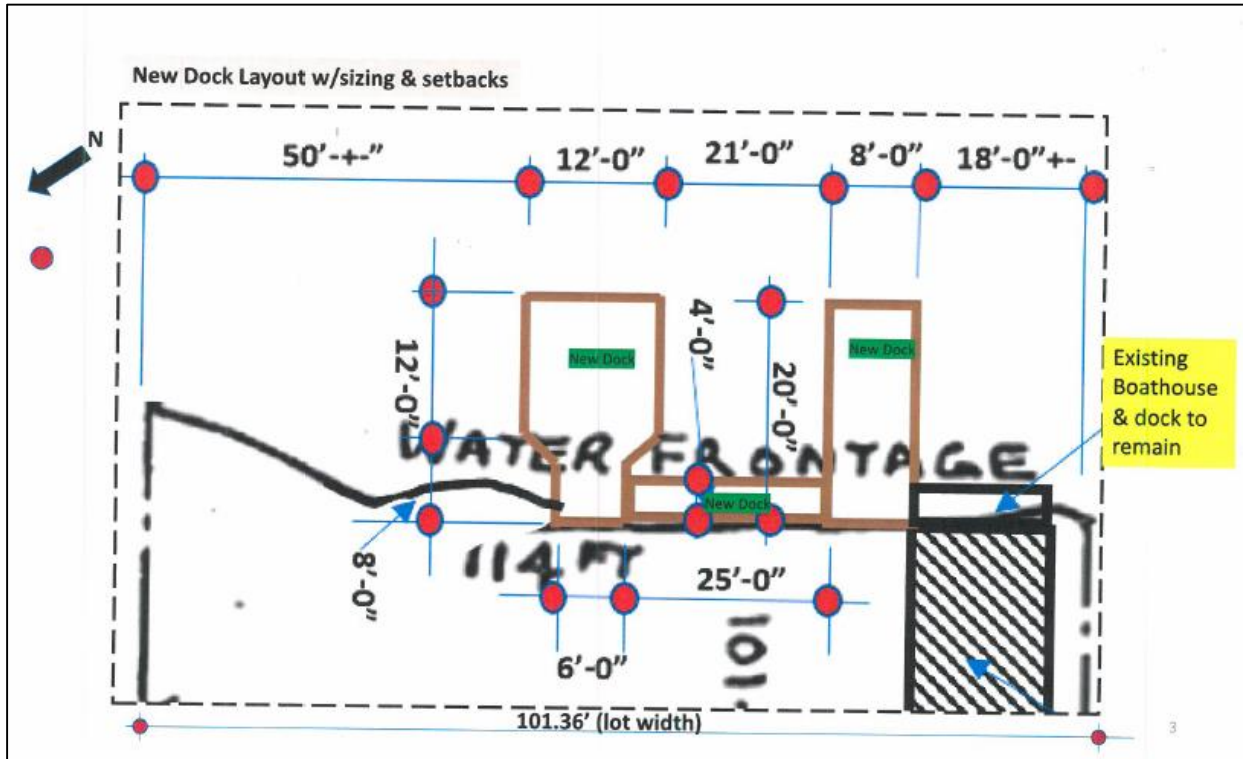 New Dock Layout w/sizing & setbacks
N
50'-+-" 12'-0" 21'-0" 8'-0" 18'-0"+-
12'-0"
4'-0"
20'-0"
New Dock
New Dock
Existing
Boathouse
& dock to
remain
WATER FRONTAGE
New Dock
8'-0"
114 FT
25'-0"
6'-0"
101.
101.36' (lot width)
3